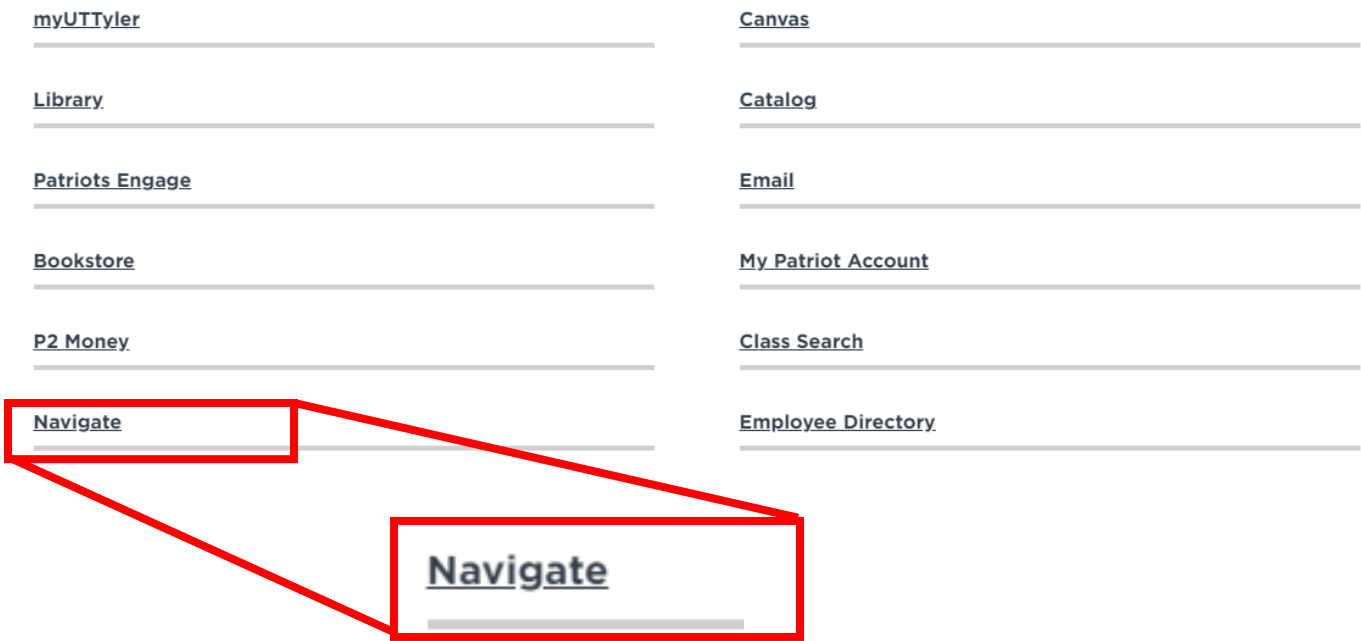 myUTTyler
Canvas
Library
Catalog
Patriots Engage
Email
Bookstore
My Patriot Account
P2 Money
Class Search
Navigate
Employee Directory
Navigate